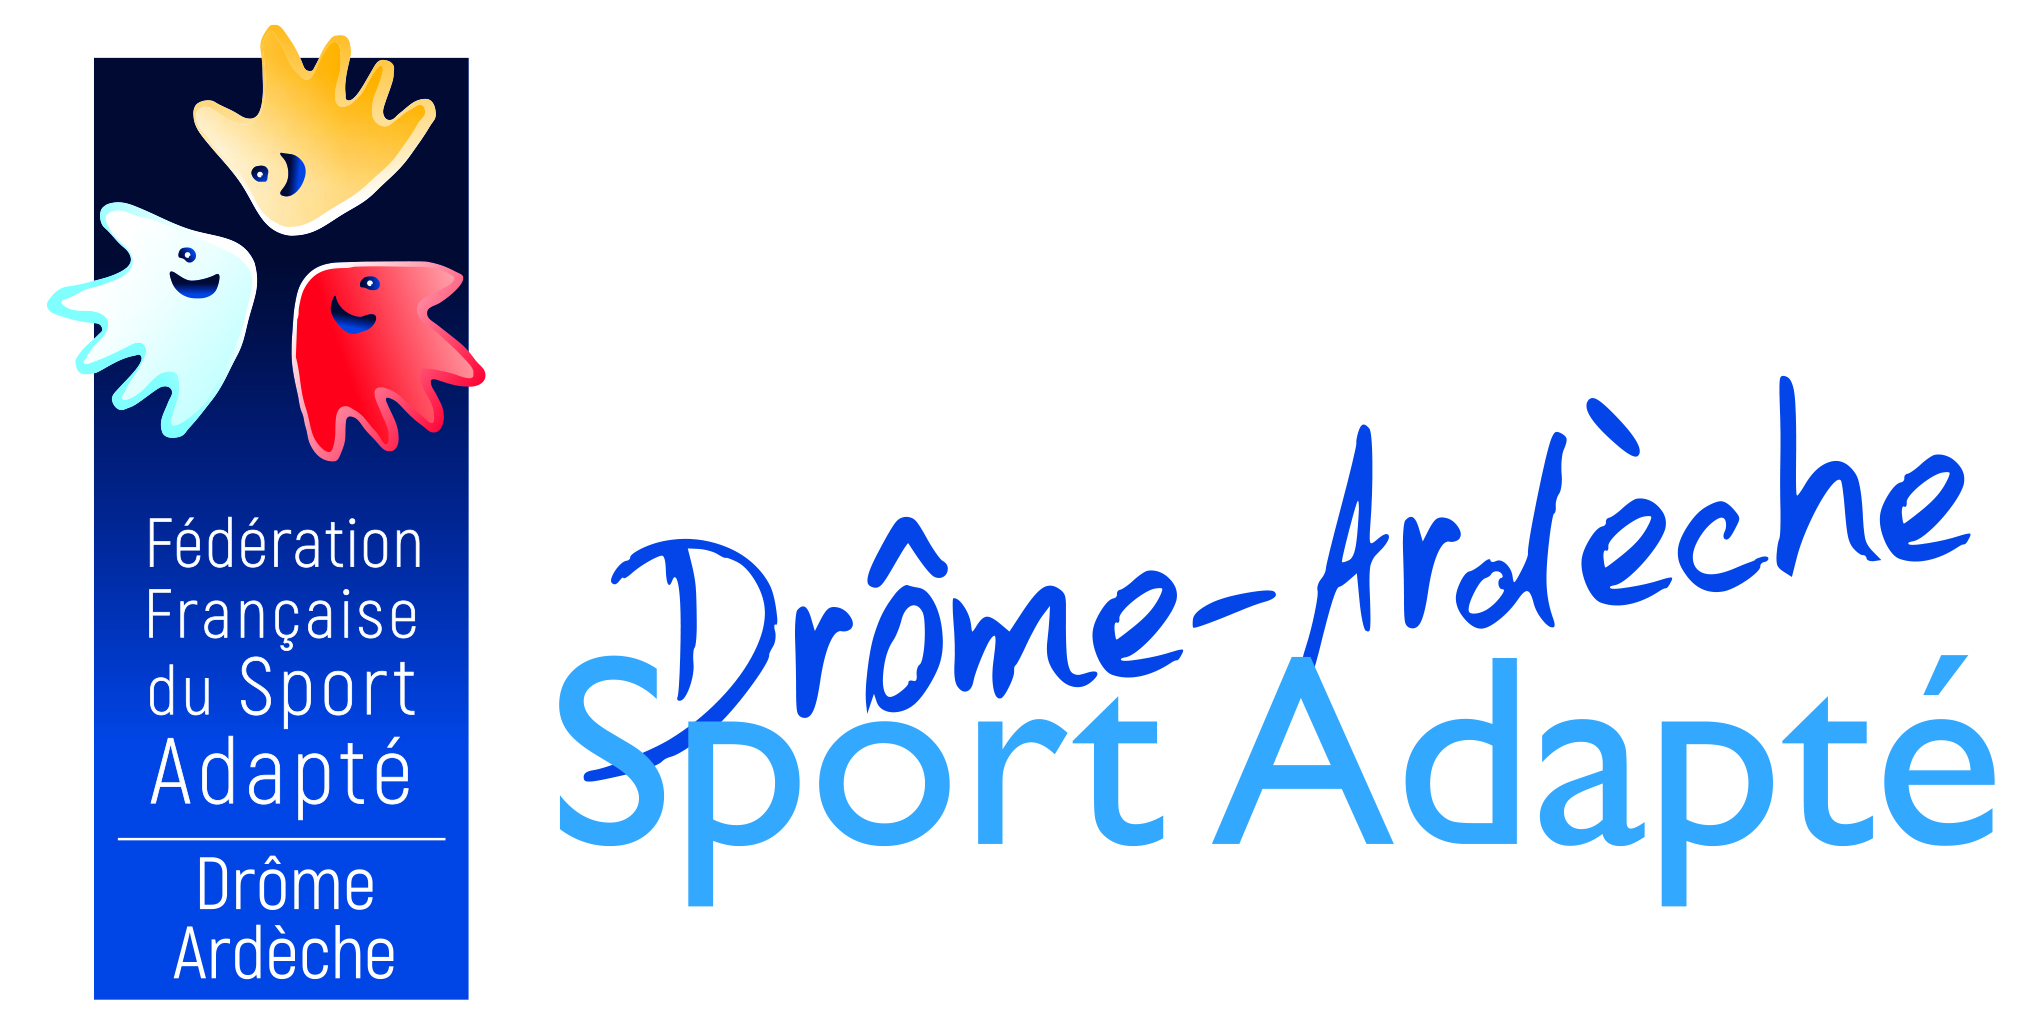 Fédération
Française
du Sport
Adapté
Drôme
Ardèche
Drôme-Ardèche
Sport Adapté